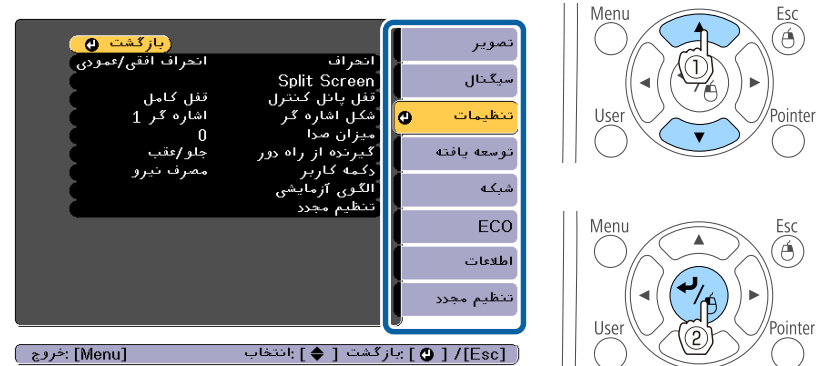 بازگشت
انحراف انحراف افقی/عمودی
Split Screen
قفل پانل کنترل قفل کامل
شکل اشاره گر اشاره گر 1
میزان صدا 0
گیرنده از راه دور جلو/عقب
دکمه کاربر مصرف نیرو
الگوی آزمایشی
تنظیم مجدد
تصویر
سیگنال
تنظیمات
توسعه یافته
شبکه
ECO
اطلاعات
تنظیم مجدد
[Esc]/[ ] :بازگشت [ ] :انتخاب [Menu] :خروج
Menu
Esc
1
User
Pointer
Menu
Esc
2
User
Pointer